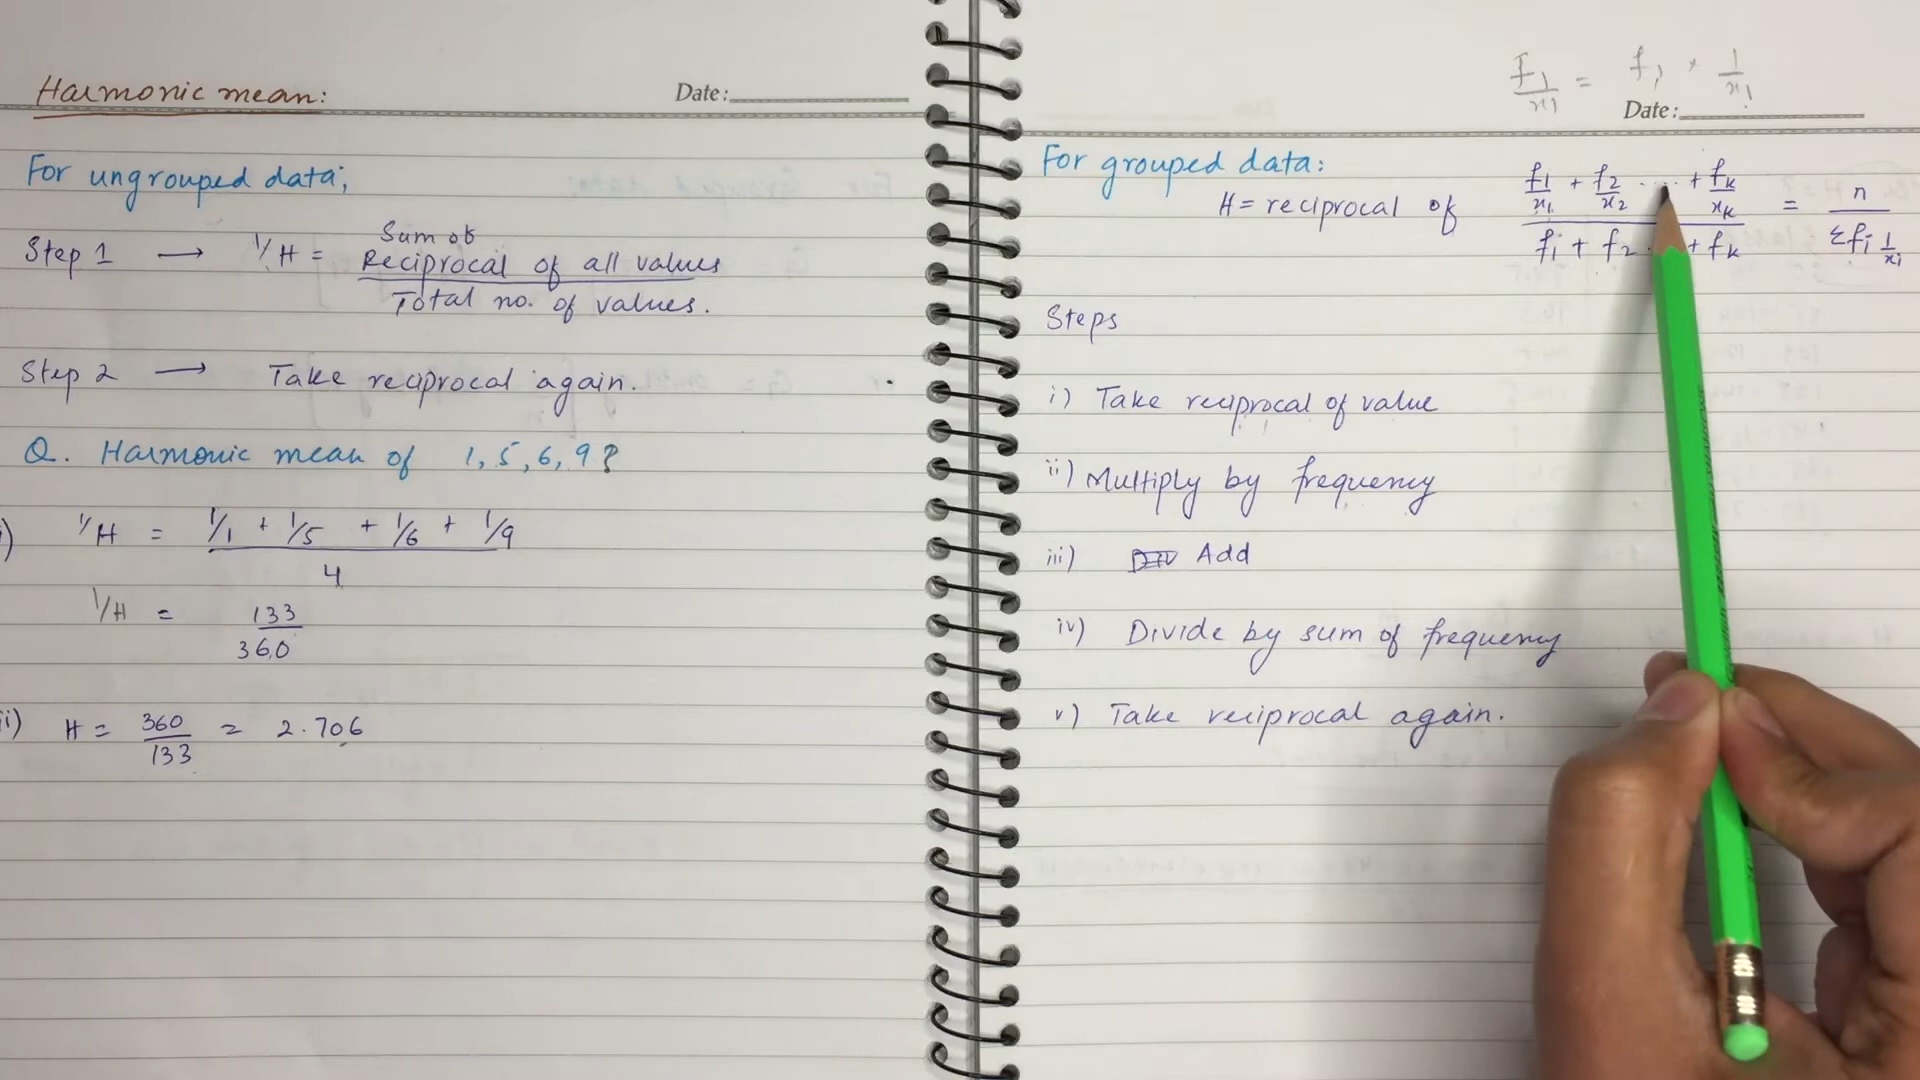 Harmonic mean:
Date:
For ungrouped data;
Step 1 → 1/H = Sum of Reciprocal of all values
Total no. of values.
Step 2 → Take reciprocal again.
Q. Harmonic mean of 1, 5, 6, 9?
i) 1/H = 1/1 + 1/5 + 1/6 + 1/9
4
1/H = 133
360
ii) H = 360/133 = 2.706
F1/x1 = f1 × 1/x1
Date:
For grouped data:
H = reciprocal of f1/x1 + f2/x2 ..... + fk/xk = n
f1 + f2 . + fk Σfi 1/xi
Steps
i) Take reciprocal of value
ii) Multiply by frequency
iii) Add
iv) Divide by sum of frequency
v) Take reciprocal again.